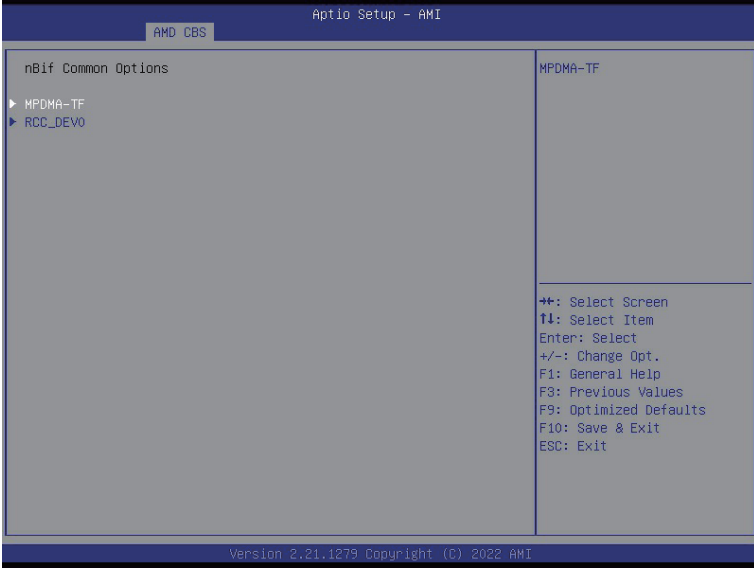 Aptio Setup – AMI
AMD CBS
nBif Common Options
MPDMA-TF
RCC_DEV0
MPDMA-TF
→←: Select Screen
↑↓: Select Item
Enter: Select
+/-: Change Opt.
F1: General Help
F3: Previous Values
F9: Optimized Defaults
F10: Save & Exit
ESC: Exit
Version 2.21.1279 Copyright (C) 2022 AMI